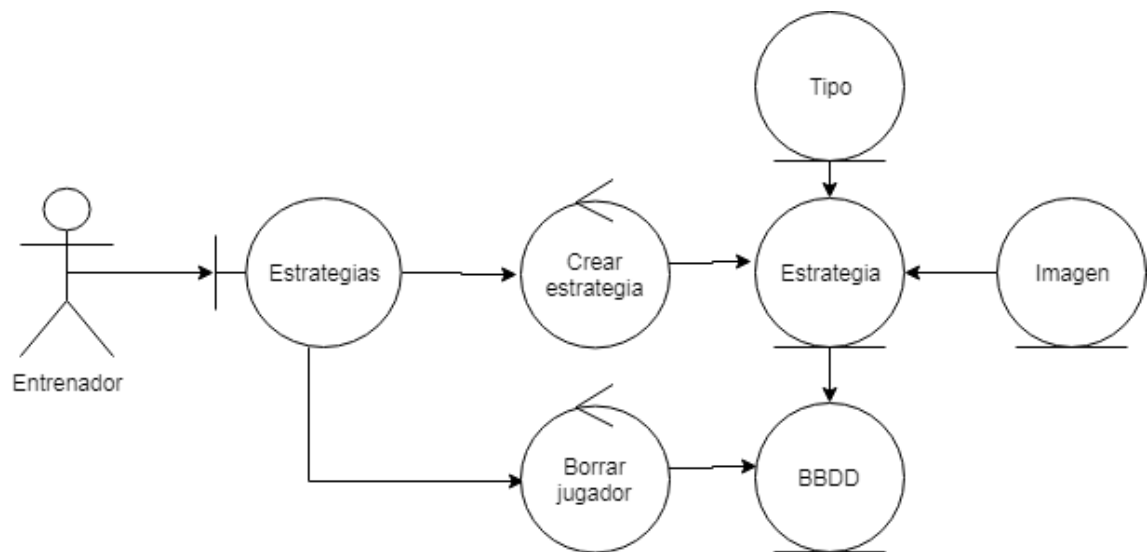 Tipo
Estrategias
Crear
estrategia
Estrategia
Imagen
Entrenador
Borrar
jugador
BBDD